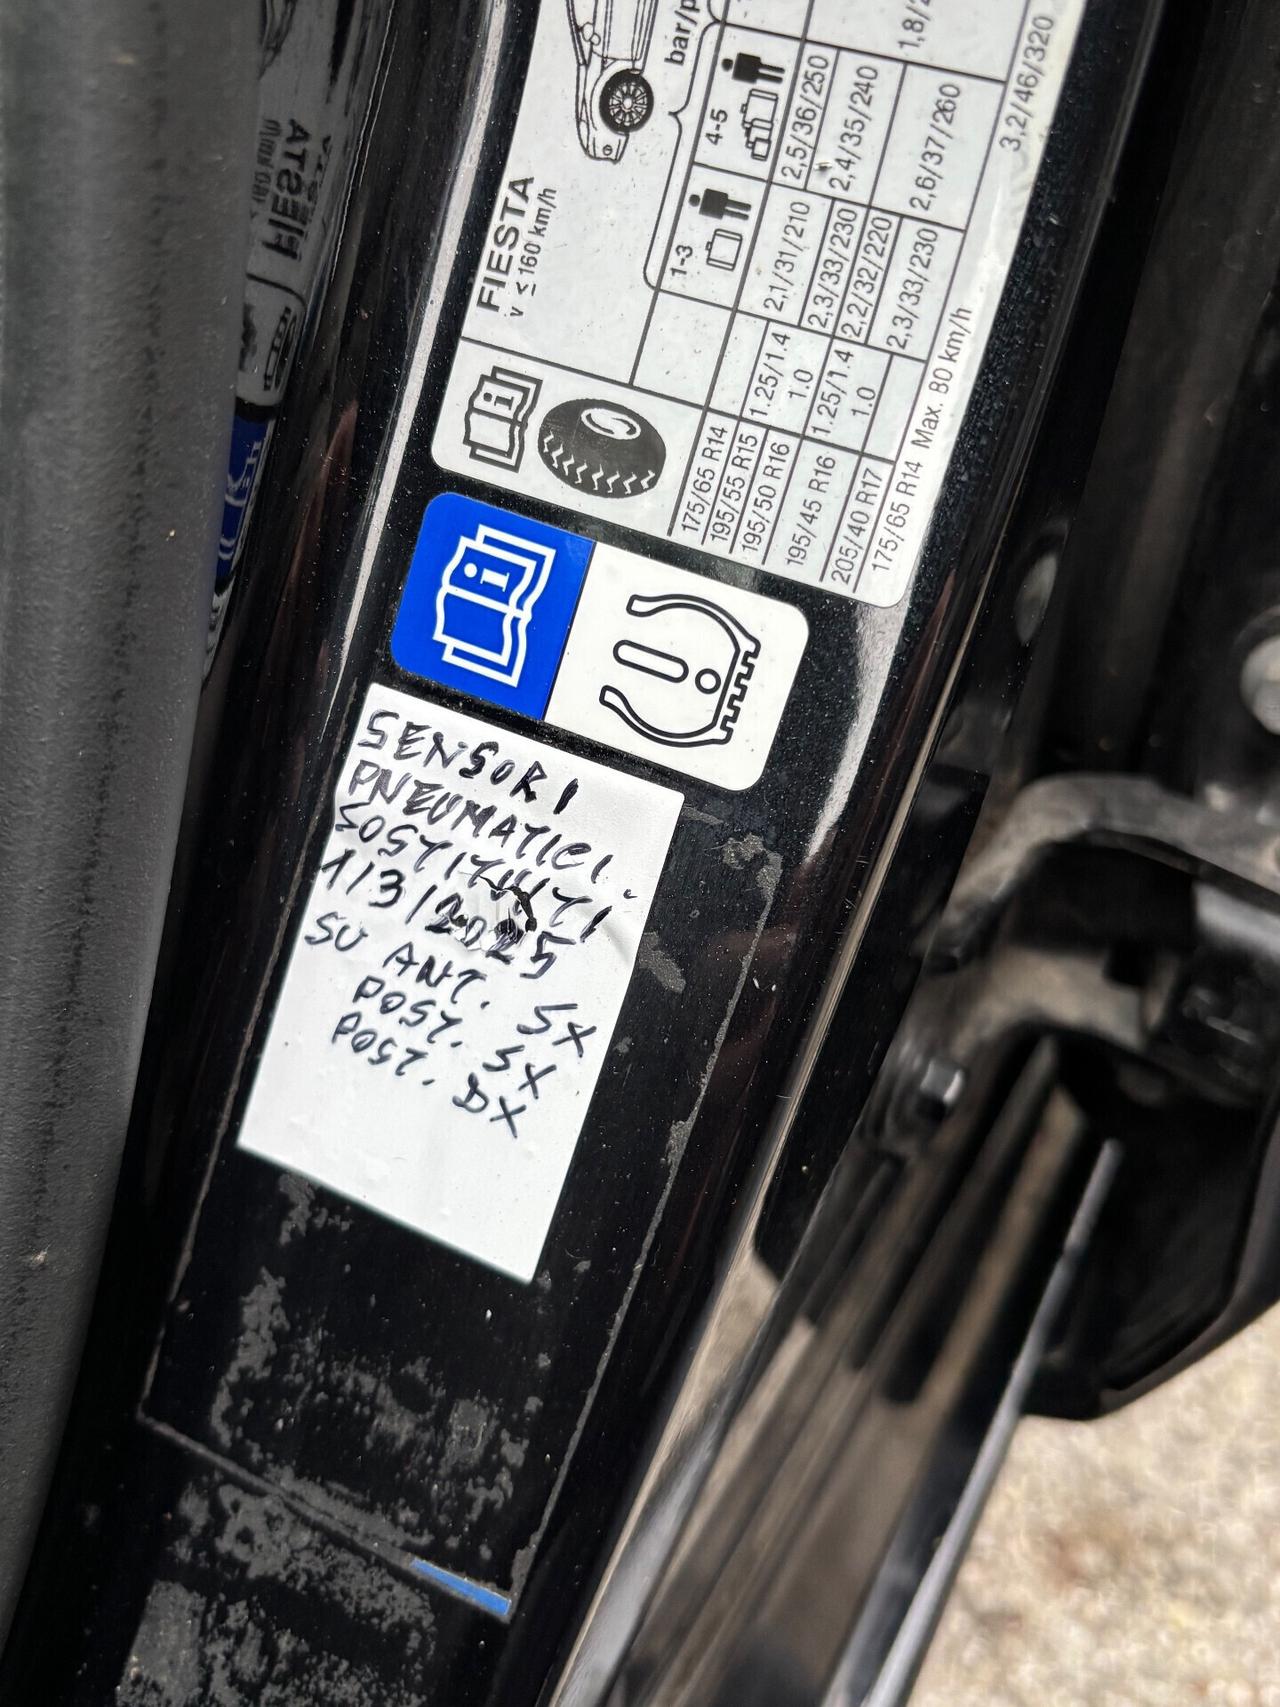 FIESTA
v ≤ 160 km/h
bar/p
1-3
4-5
175/65 R14
195/55 R15
195/50 R16
1.25/1.4
1.0
2,1/31/210
2,5/36/250
195/45 R16
1.25/1.4
2,3/33/230
2,4/35/240
205/40 R17
1.0
2,2/32/220
2,3/33/230
2,6/37/260
175/65 R14 Max. 80 km/h
3,2/46/320
SENSORI
PNEUMATICI
SOSTITUITI
1/3/2025
SU ANT. SX
POST. SX
POST. DX